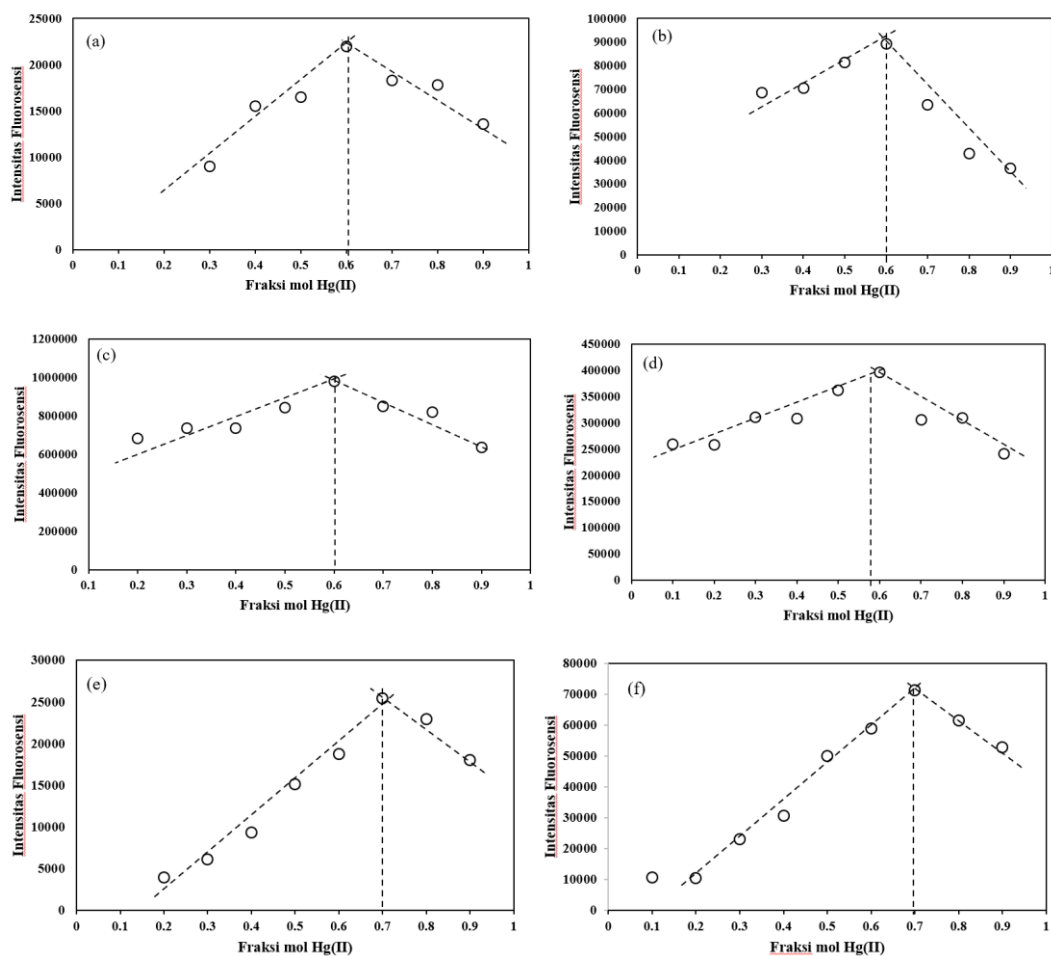 (a)
Intensitas Fluorosensi
25000
20000
15000
10000
5000
0
0 0.1 0.2 0.3 0.4 0.5 0.6 0.7 0.8 0.9 1
Fraksi mol Hg(II)
(b)
Intensitas Fluorosensi
100000
90000
80000
70000
60000
50000
40000
30000
20000
10000
0
0 0.1 0.2 0.3 0.4 0.5 0.6 0.7 0.8 0.9 1
Fraksi mol Hg(II)
(c)
Intensitas Fluorosensi
1200000
1000000
800000
600000
400000
200000
0
0.1 0.2 0.3 0.4 0.5 0.6 0.7 0.8 0.9 1
Fraksi mol Hg(II)
(d)
Intensitas Fluorosensi
450000
400000
350000
300000
250000
200000
150000
100000
50000
0
0 0.1 0.2 0.3 0.4 0.5 0.6 0.7 0.8 0.9 1
Fraksi mol Hg(II)
(e)
Intensitas Fluorosensi
30000
25000
20000
15000
10000
5000
0
0 0.1 0.2 0.3 0.4 0.5 0.6 0.7 0.8 0.9 1
Fraksi mol Hg(II)
(f)
Intensitas Fluorosensi
80000
70000
60000
50000
40000
30000
20000
10000
0
0 0.1 0.2 0.3 0.4 0.5 0.6 0.7 0.8 0.9 1
Fraksi mol Hg(II)